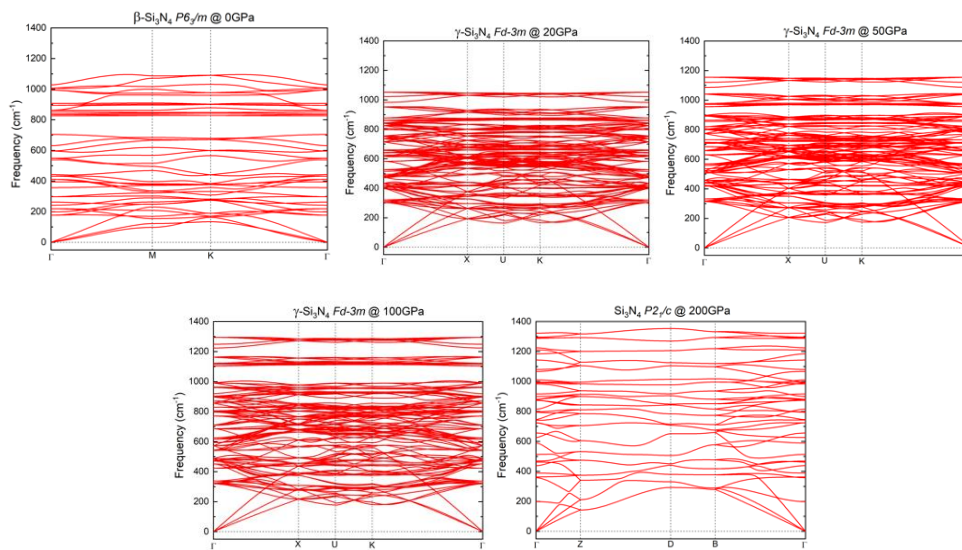 β-Si₃N₄ P6₃/m @ 0GPa
Frequency (cm⁻¹)
1400
1200
1000
800
600
400
200
0
Γ M K Γ
γ-Si₃N₄ Fd-3m @ 20GPa
Frequency (cm⁻¹)
1400
1200
1000
800
600
400
200
0
Γ X U K Γ
γ-Si₃N₄ Fd-3m @ 50GPa
Frequency (cm⁻¹)
1400
1200
1000
800
600
400
200
0
Γ X U K
γ-Si₃N₄ Fd-3m @ 100GPa
Frequency (cm⁻¹)
1400
1200
1000
800
600
400
200
0
Γ X U K Γ
Si₃N₄ P2₁/c @ 200GPa
Frequency (cm⁻¹)
1400
1200
1000
800
600
400
200
0
Γ Z D B Γ